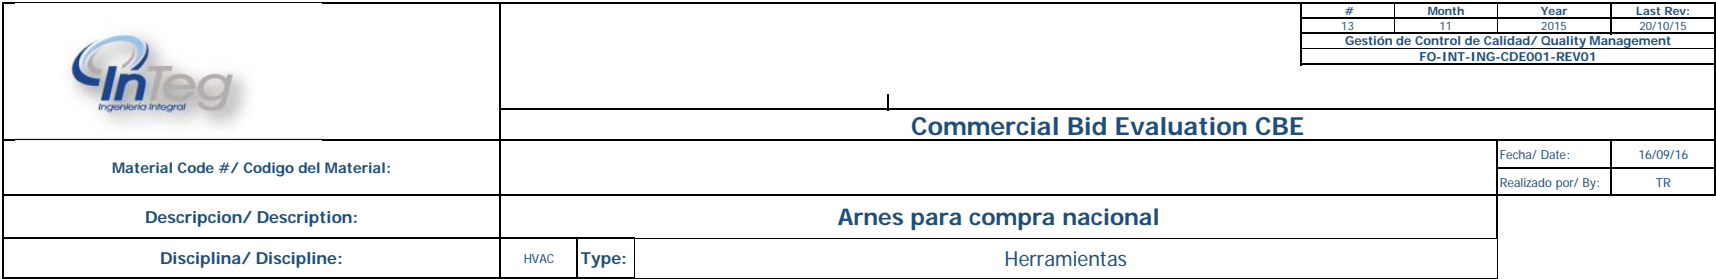 # Month Year Last Rev:
13 11 2015 20/10/15
Gestión de Control de Calidad/ Quality Management
FO-INT-ING-CDE001-REV01
InTeg
Ingeniería Integral
Commercial Bid Evaluation CBE
Material Code #/ Codigo del Material:
Fecha/ Date: 16/09/16
Realizado por/ By: TR
Descripcion/ Description: Arnes para compra nacional
Disciplina/ Discipline: HVAC Type: Herramientas